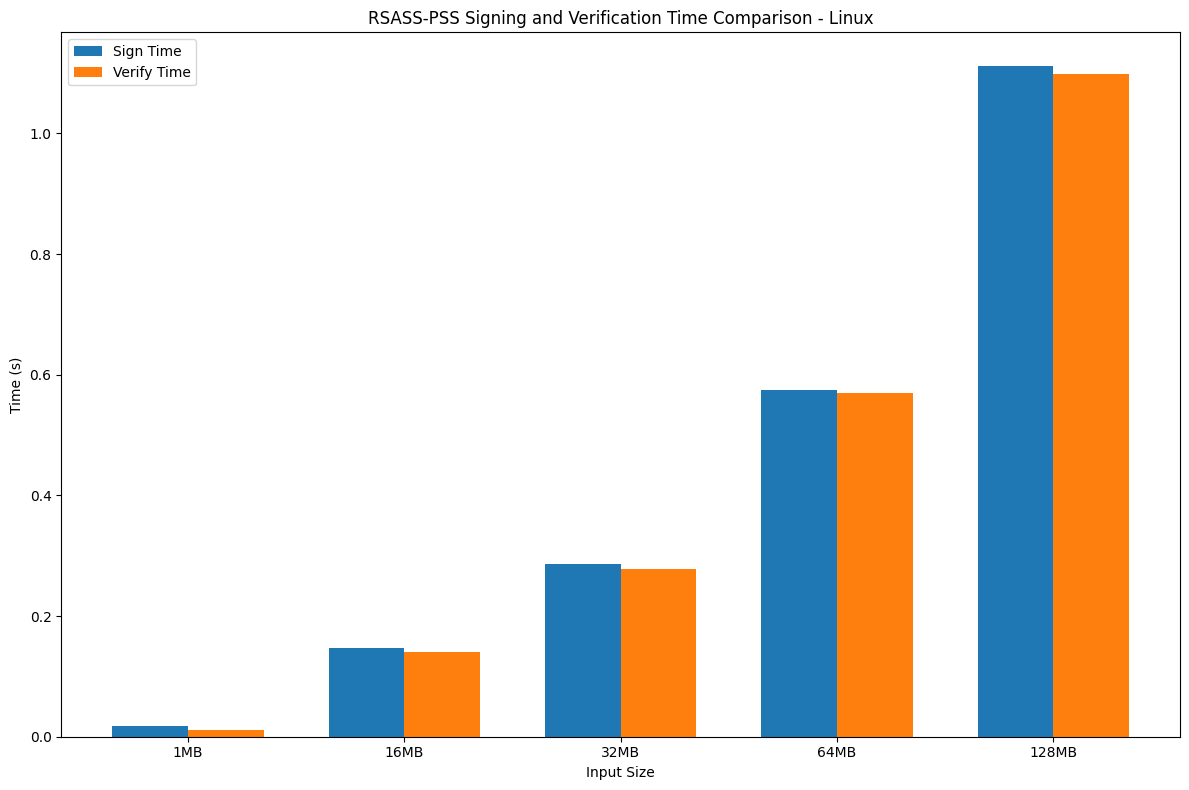 RSASS-PSS Signing and Verification Time Comparison - Linux
Sign Time
Verify Time
Time (s)
1.0
0.8
0.6
0.4
0.2
0.0
1MB
16MB
32MB
64MB
128MB
Input Size